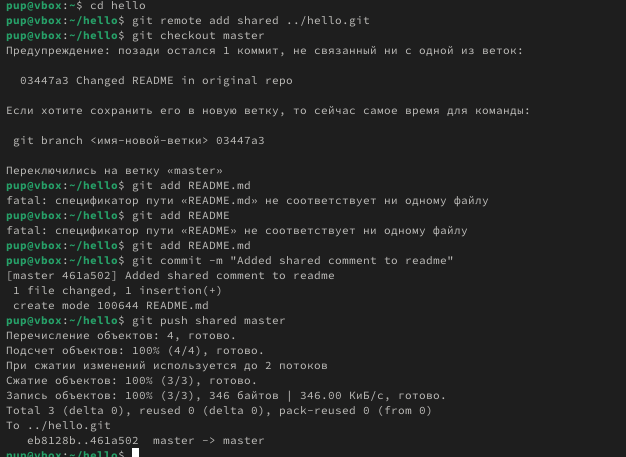 pup@vbox:~$ cd hello
pup@vbox:~/hello$ git remote add shared ../hello.git
pup@vbox:~/hello$ git checkout master
Предупреждение: позади остался 1 коммит, не связанный ни с одной из веток:
03447a3 Changed README in original repo
Если хотите сохранить его в новую ветку, то сейчас самое время для команды:
git branch <имя-новой-ветки> 03447a3
Переключились на ветку «master»
pup@vbox:~/hello$ git add README.md
fatal: спецификатор пути «README.md» не соответствует ни одному файлу
pup@vbox:~/hello$ git add README
fatal: спецификатор пути «README» не соответствует ни одному файлу
pup@vbox:~/hello$ git add README.md
pup@vbox:~/hello$ git commit -m "Added shared comment to readme"
[master 461a502] Added shared comment to readme
1 file changed, 1 insertion(+)
create mode 100644 README.md
pup@vbox:~/hello$ git push shared master
Перечисление объектов: 4, готово.
Подсчет объектов: 100% (4/4), готово.
При сжатии изменений используется до 2 потоков
Сжатие объектов: 100% (3/3), готово.
Запись объектов: 100% (3/3), 346 байтов | 346.00 КиБ/с, готово.
Total 3 (delta 0), reused 0 (delta 0), pack-reused 0 (from 0)
To ../hello.git
eb8128b..461a502  master -> master
pup@vbox:~/hello$